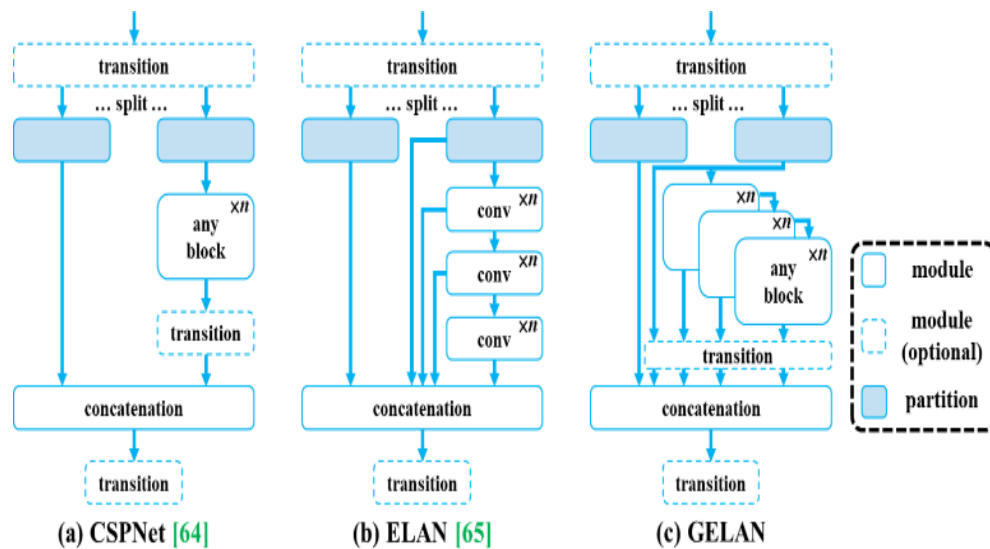 transition
... split ...
×n
any
block
transition
concatenation
transition
(a) CSPNet [64]
transition
... split ...
×n
conv
×n
conv
×n
conv
concatenation
transition
(b) ELAN [65]
transition
... split ...
×n
×n
×n
any
block
transition
concatenation
transition
(c) GELAN
module
module
(optional)
partition